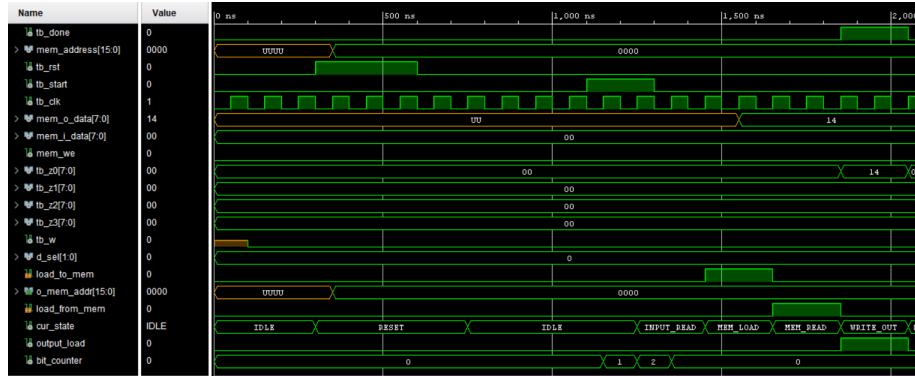 Name Value 0 ns 500 ns 1,000 ns 1,500 ns 2,0
tb_done 0
mem_address[15:0] 0000 UUUU 0000
tb_rst 0
tb_start 0
tb_clk 1
mem_o_data[7:0] 14 UU 14
mem_i_data[7:0] 00 00
mem_we 0
tb_z0[7:0] 00 00 14 0
tb_z1[7:0] 00 00
tb_z2[7:0] 00 00
tb_z3[7:0] 00 00
tb_w 0
d_sel[1:0] 0 0
load_to_mem 0
o_mem_addr[15:0] 0000 UUUU 0000
load_from_mem 0
cur_state IDLE IDLE RESET IDLE INPUT_READ MEM_LOAD MEM_READ WRITE_OUT
output_load 0
bit_counter 0 0 1 2 0